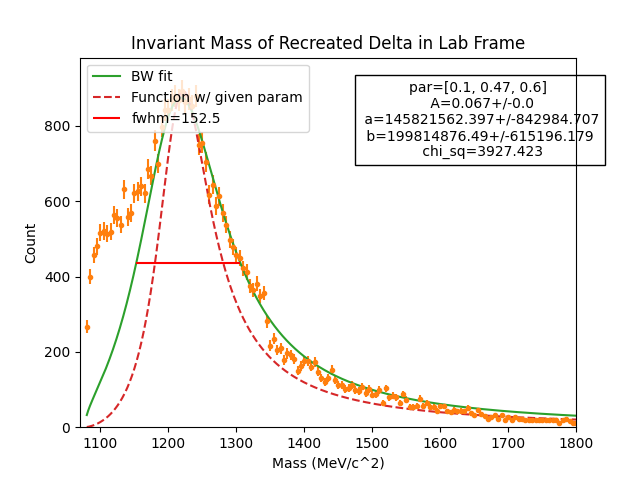 Invariant Mass of Recreated Delta in Lab Frame
BW fit
Function w/ given param
fwhm=152.5
par=[0.1, 0.47, 0.6]
A=0.067+/-0.0
a=145821562.397+/-842984.707
b=199814876.49+/-615196.179
chi_sq=3927.423
Count
800
600
400
200
0
1100 1200 1300 1400 1500 1600 1700 1800
Mass (MeV/c^2)